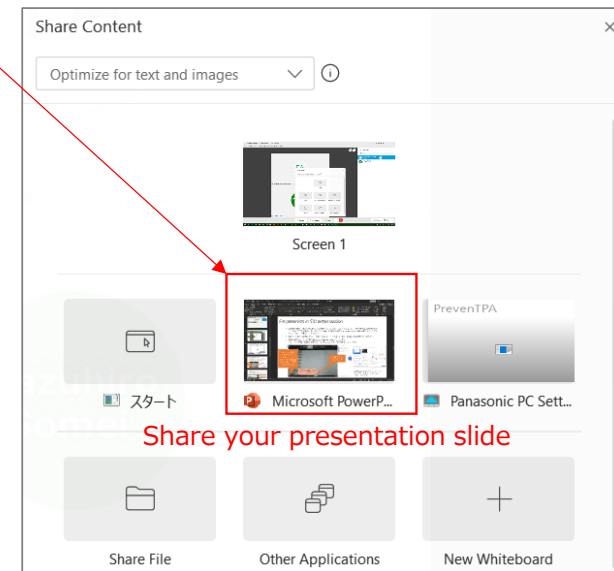 Share Content
Optimize for text and images
Screen 1
PrevenTPA
スタート
Microsoft PowerP...
Panasonic PC Sett...
Share your presentation slide
Share File
Other Applications
New Whiteboard